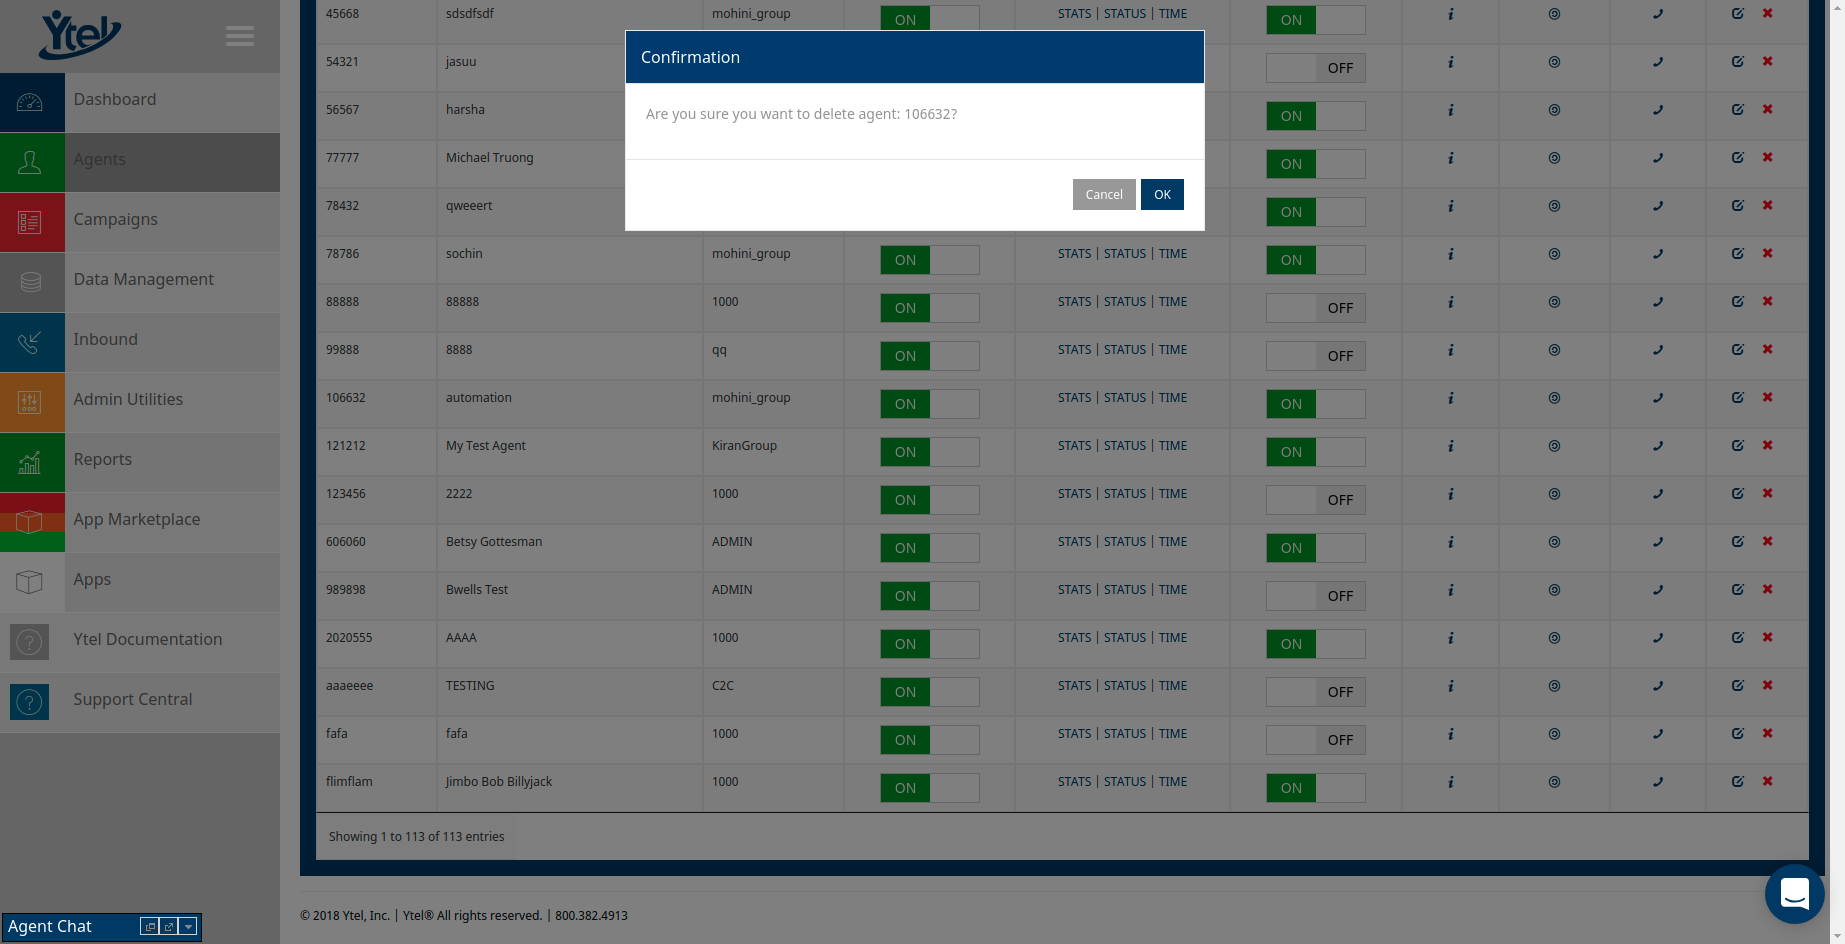 Ytel
Dashboard
Agents
Campaigns
Data Management
Inbound
Admin Utilities
Reports
App Marketplace
Apps
Ytel Documentation
Support Central
Agent Chat
45668 sdsdfsdf mohini_group ON STATS | STATUS | TIME ON
54321 jasuu OFF
56567 harsha ON
77777 Michael Truong ON
78432 qweeert ON
78786 sochin mohini_group ON STATS | STATUS | TIME ON
88888 88888 1000 ON STATS | STATUS | TIME OFF
99888 8888 qq ON STATS | STATUS | TIME OFF
106632 automation mohini_group ON STATS | STATUS | TIME ON
121212 My Test Agent KiranGroup ON STATS | STATUS | TIME ON
123456 2222 1000 ON STATS | STATUS | TIME OFF
606060 Betsy Gottesman ADMIN ON STATS | STATUS | TIME ON
989898 Bwells Test ADMIN ON STATS | STATUS | TIME OFF
2020555 AAAA 1000 ON STATS | STATUS | TIME ON
aaaeeee TESTING C2C ON STATS | STATUS | TIME OFF
fafa fafa 1000 ON STATS | STATUS | TIME OFF
flimflam Jimbo Bob Billyjack 1000 ON STATS | STATUS | TIME ON
Showing 1 to 113 of 113 entries
Confirmation
Are you sure you want to delete agent: 106632?
Cancel OK
© 2018 Ytel, Inc. | Ytel® All rights reserved. | 800.382.4913